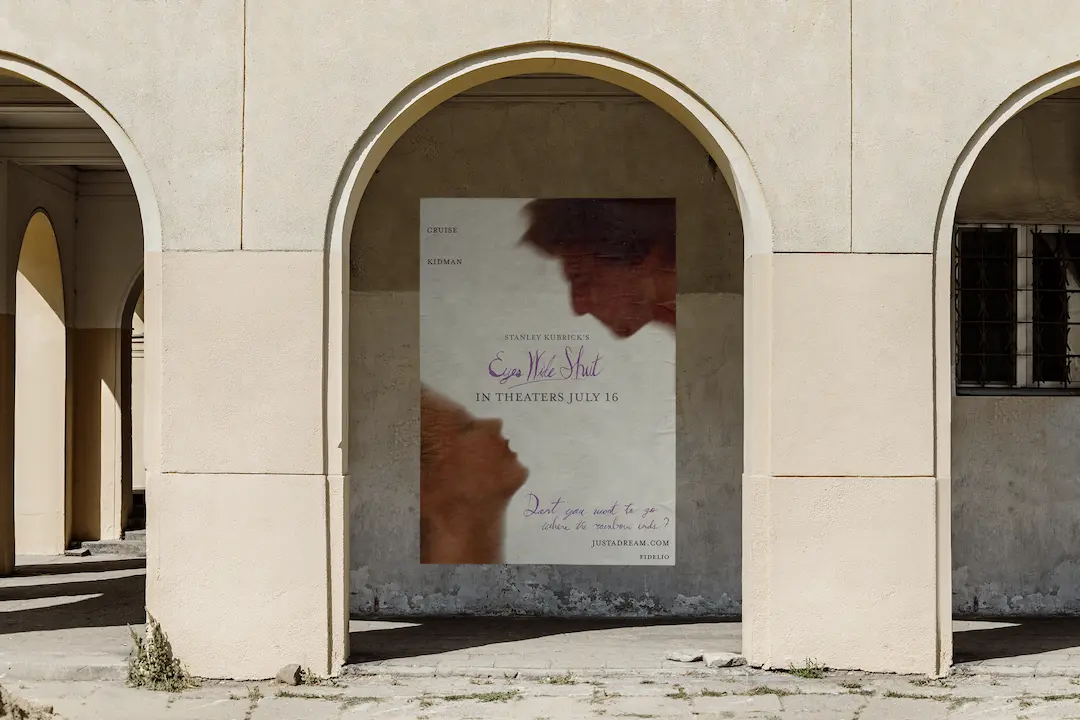 CRUISE
KIDMAN
STANLEY KUBRICK'S
Eyes Wide Shut
IN THEATERS JULY 16
Don't you want to go
where the rainbow ends?
JUSTADREAM.COM
FIDELIO